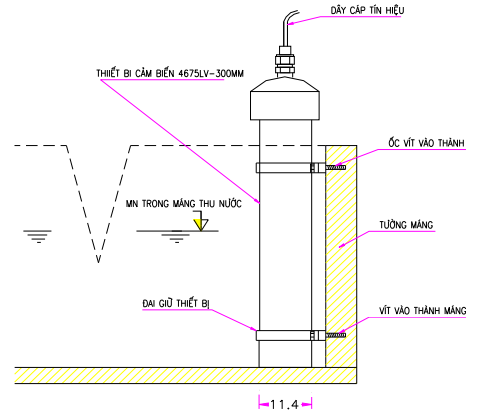 DÂY CÁP TÍN HIỆU
THIIẾT BỊ CẢM BIẾN 4675LV-300MM
ỐC VÍT VÀO THÀNH
MN TRONG MÁNG THU NƯỚC
TƯỜNG MÁNG
ĐAI GIỮ THIẾT BỊ
VÍT VÀO THÀNH MÁNG
11.4